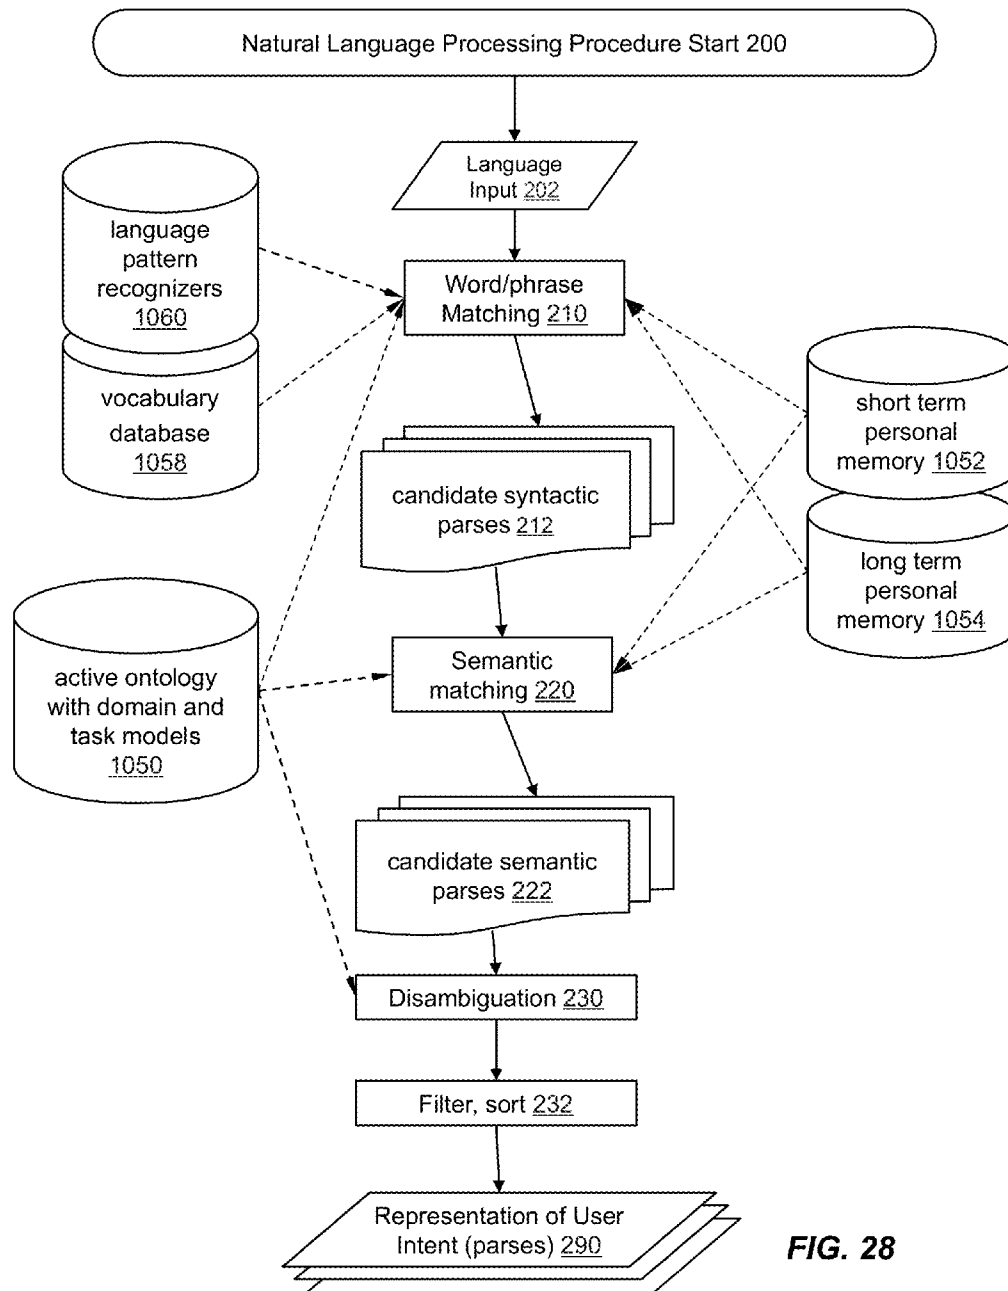 Natural Language Processing Procedure Start 200
Language
Input 202
language
pattern
recognizers
1060
Word/phrase
Matching 210
vocabulary
database
1058
short term
personal
memory 1052
candidate syntactic
parses 212
long term
personal
memory 1054
active ontology
with domain and
task models
1050
Semantic
matching 220
candidate semantic
parses 222
Disambiguation 230
Filter, sort 232
Representation of User
Intent (parses) 290
FIG. 28